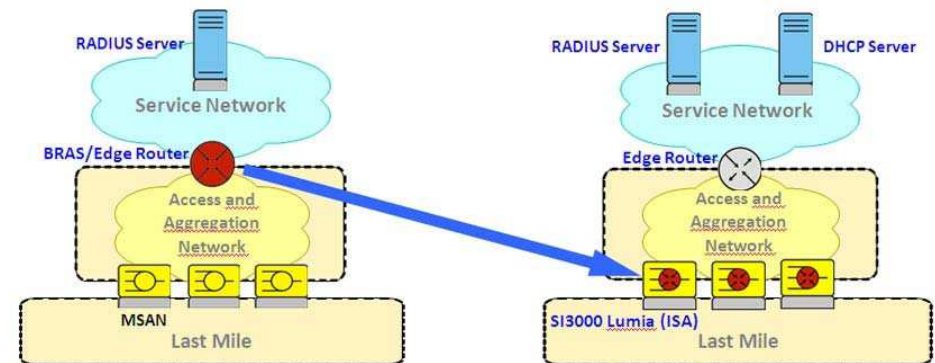 RADIUS Server
Service Network
BRAS/Edge Router
Access and
Aggregation
Network
MSAN
Last Mile
RADIUS Server
DHCP Server
Service Network
Edge Router
Access and
Aggregation
Network
SI3000 Lumia (ISA)
Last Mile